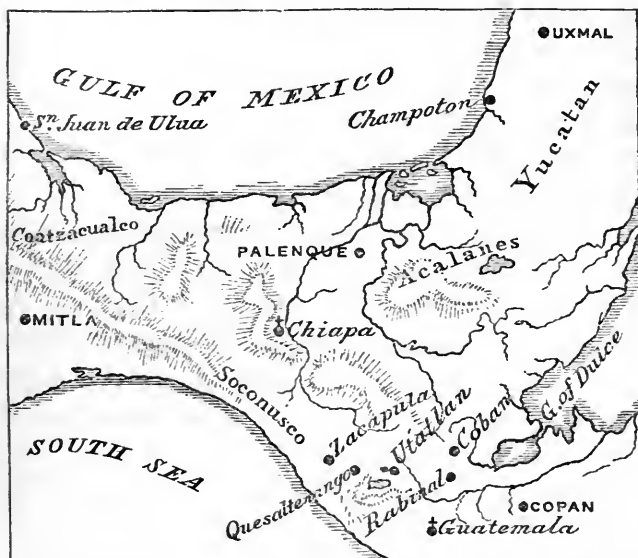 UXMAL
GULF OF MEXICO
Champoton
Sn. Juan de Ulua
Yucatan
Coatzacualco
PALENQUE
Acalanes
MITLA
Chiapa
Soconusco
G. of Dulce
Zacapula
Utatlan
Coban
SOUTH SEA
Quesaltenango
Rabinal
COPAN
Guatemala